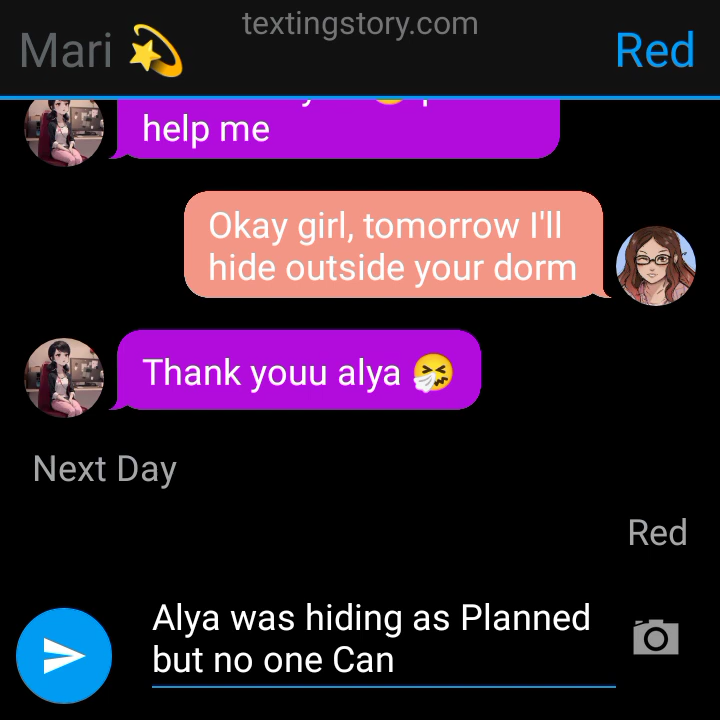 textingstory.com
Mari
Red
help me
Okay girl, tomorrow I'll
hide outside your dorm
Thank youu alya 🤧
Next Day
Red
Alya was hiding as Planned
but no one Can